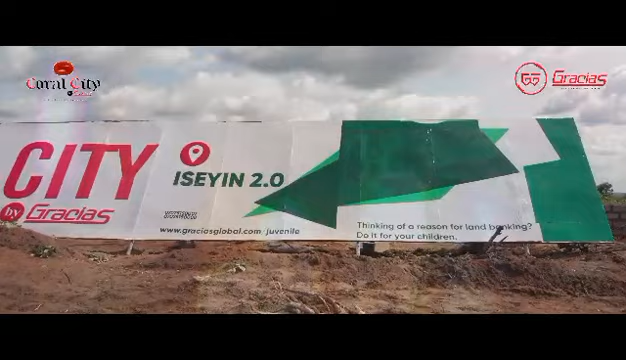 Coral City
Gracias
CITY
ISEYIN 2.0
by Gracias
www.graciasglobal.com
juvenile
Thinking of a reason for land banking?
Do it for your children.